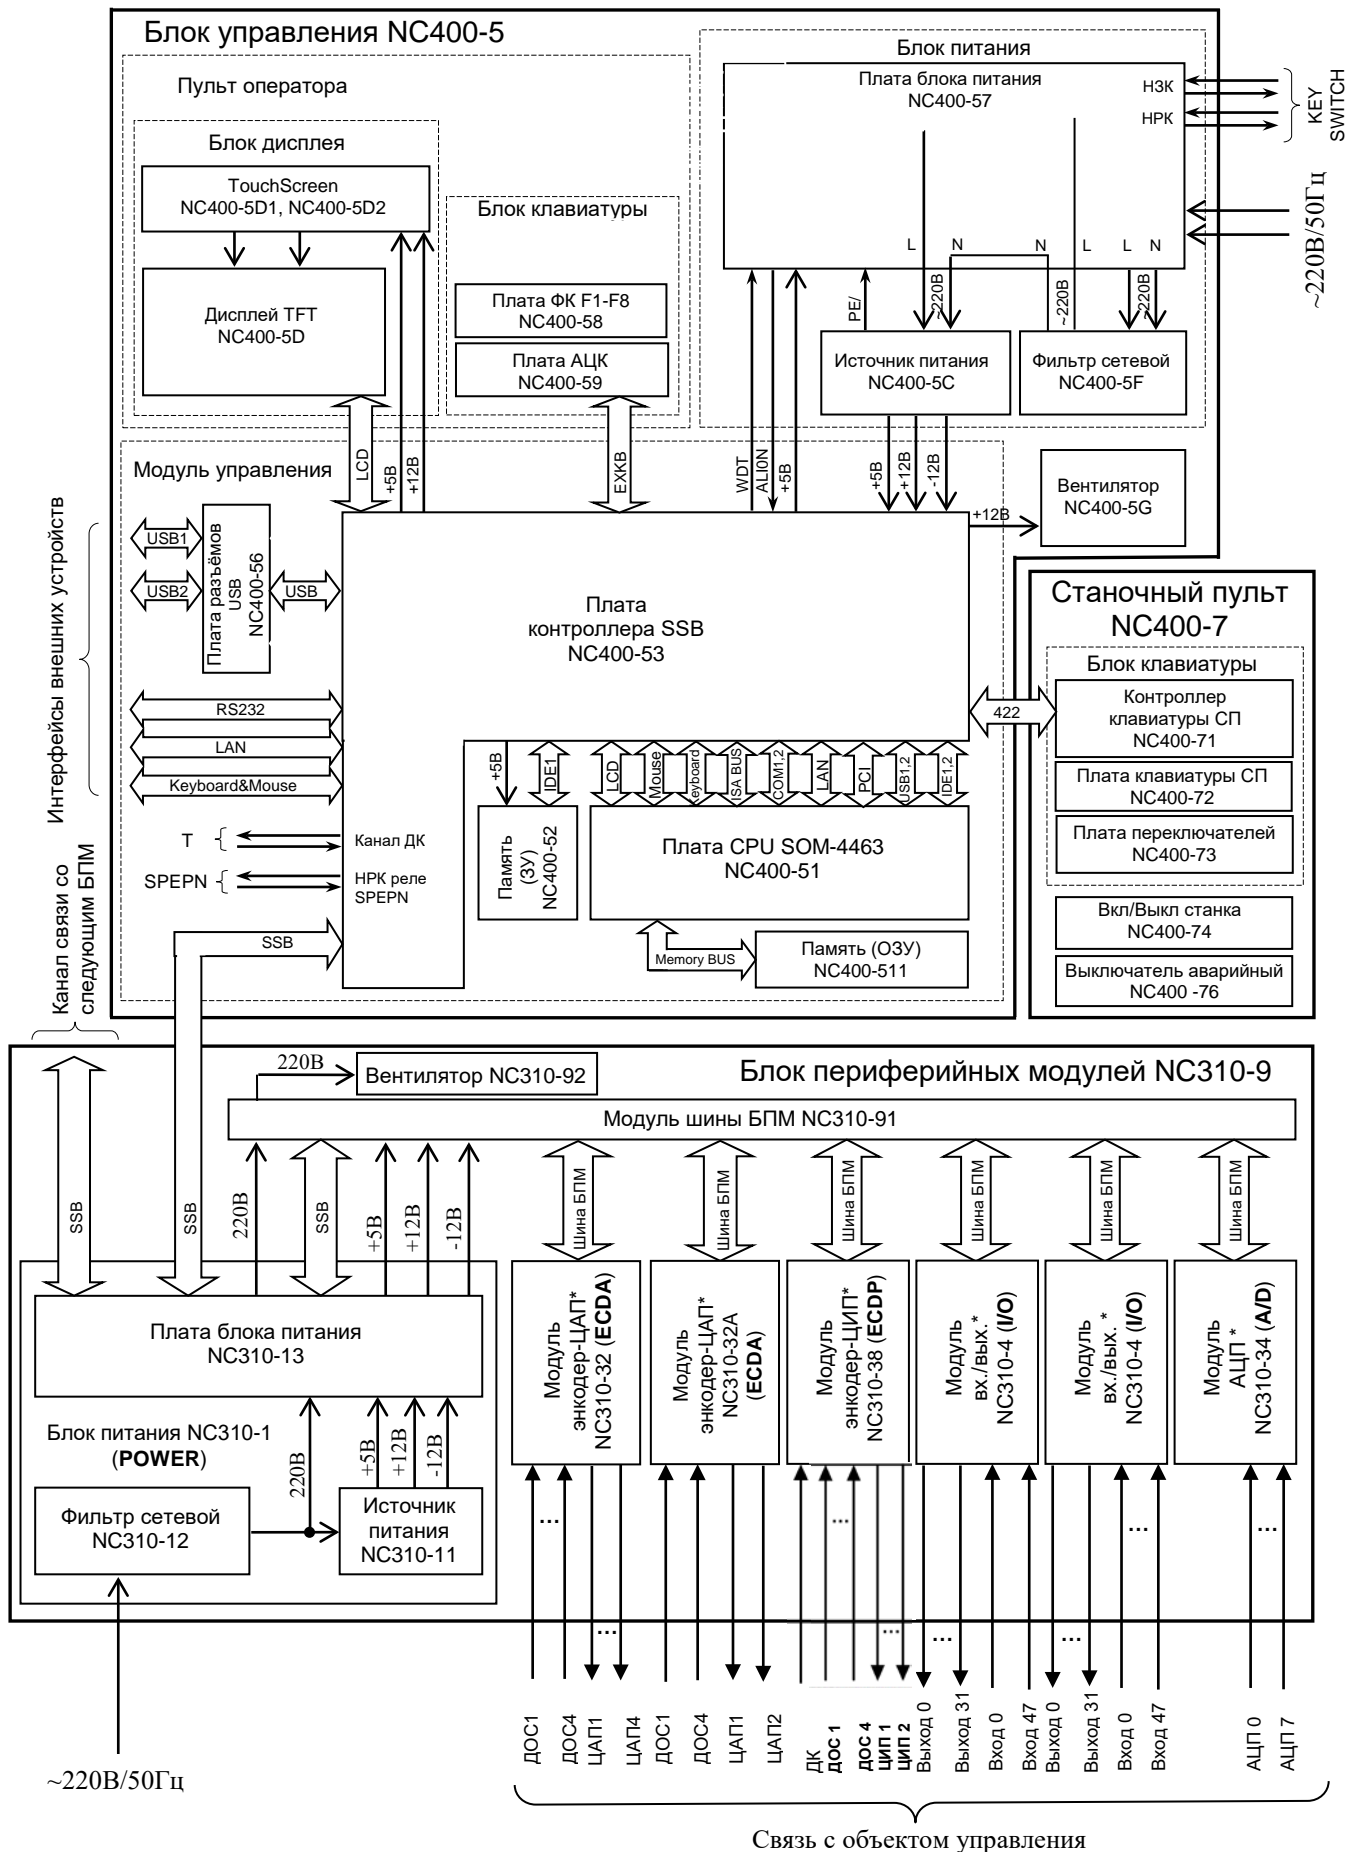 Блок управления NC400-5
Пульт оператора
Блок дисплея
TouchScreen
NC400-5D1, NC400-5D2
Дисплей TFT
NC400-5D
Блок клавиатуры
Плата ФК F1-F8
NC400-58
Плата АЦК
NC400-59
Блок питания
Плата блока питания
NC400-57
НЗК
НРК
KEY
SWITCH
~220В/50Гц
L
N
N
L
L
N
PE/
~220В
~220В
~220В
Источник питания
NC400-5C
Фильтр сетевой
NC400-5F
LCD
+5В
+12В
EXKB
WDT
ALI0N
+5В
+5В
+12В
-12В
Вентилятор
NC400-5G
+12В
Модуль управления
Интерфейсы внешних устройств
USB1
USB2
Плата разъёмов
USB
NC400-56
USB
Плата
контроллера SSB
NC400-53
RS232
LAN
Keyboard&Mouse
T
Канал ДК
SPEPN
НРК реле
SPEPN
SSB
+5В
IDE1
LCD
Mouse
Keyboard
ISA BUS
COM1,2
LAN
PCI
USB1,2
IDE1,2
Память
(ЗУ)
NC400-52
Плата CPU SOM-4463
NC400-51
Memory BUS
Память (ОЗУ)
NC400-511
422
Станочный пульт
NC400-7
Блок клавиатуры
Контроллер
клавиатуры СП
NC400-71
Плата клавиатуры СП
NC400-72
Плата переключателей
NC400-73
Вкл/Выкл станка
NC400-74
Выключатель аварийный
NC400 -76
Канал связи со
следующим БПМ
Блок периферийных модулей NC310-9
220В
Вентилятор NC310-92
Модуль шины БПМ NC310-91
SSB
SSB
220В
SSB
+5В
+12В
-12В
Шина БПМ
Шина БПМ
Шина БПМ
Шина БПМ
Шина БПМ
Шина БПМ
Плата блока питания
NC310-13
Блок питания NC310-1
(POWER)
220В
+5В
+12В
-12В
Фильтр сетевой
NC310-12
Источник
питания
NC310-11
Модуль
энкодер-ЦАП*
NC310-32 (ECDA)
Модуль
энкодер-ЦАП*
NC310-32A
(ECDA)
Модуль
энкодер-ЦИП*
NC310-38 (ECDP)
Модуль
вх./вых.*
NC310-4 (I/O)
Модуль
вх./вых.*
NC310-4 (I/O)
Модуль
АЦП*
NC310-34 (A/D)
...
...
...
...
...
...
...
...
ДОС1
ДОС4
ЦАП1
ЦАП4
ДОС1
ДОС4
ЦАП1
ЦАП2
ДК
ДОС 1
ДОС 4
ЦИП 1
ЦИП 2
Выход 0
Выход 31
Вход 0
Вход 47
Выход 0
Выход 31
Вход 0
Вход 47
АЦП 0
АЦП 7
~220В/50Гц
Связь с объектом управления